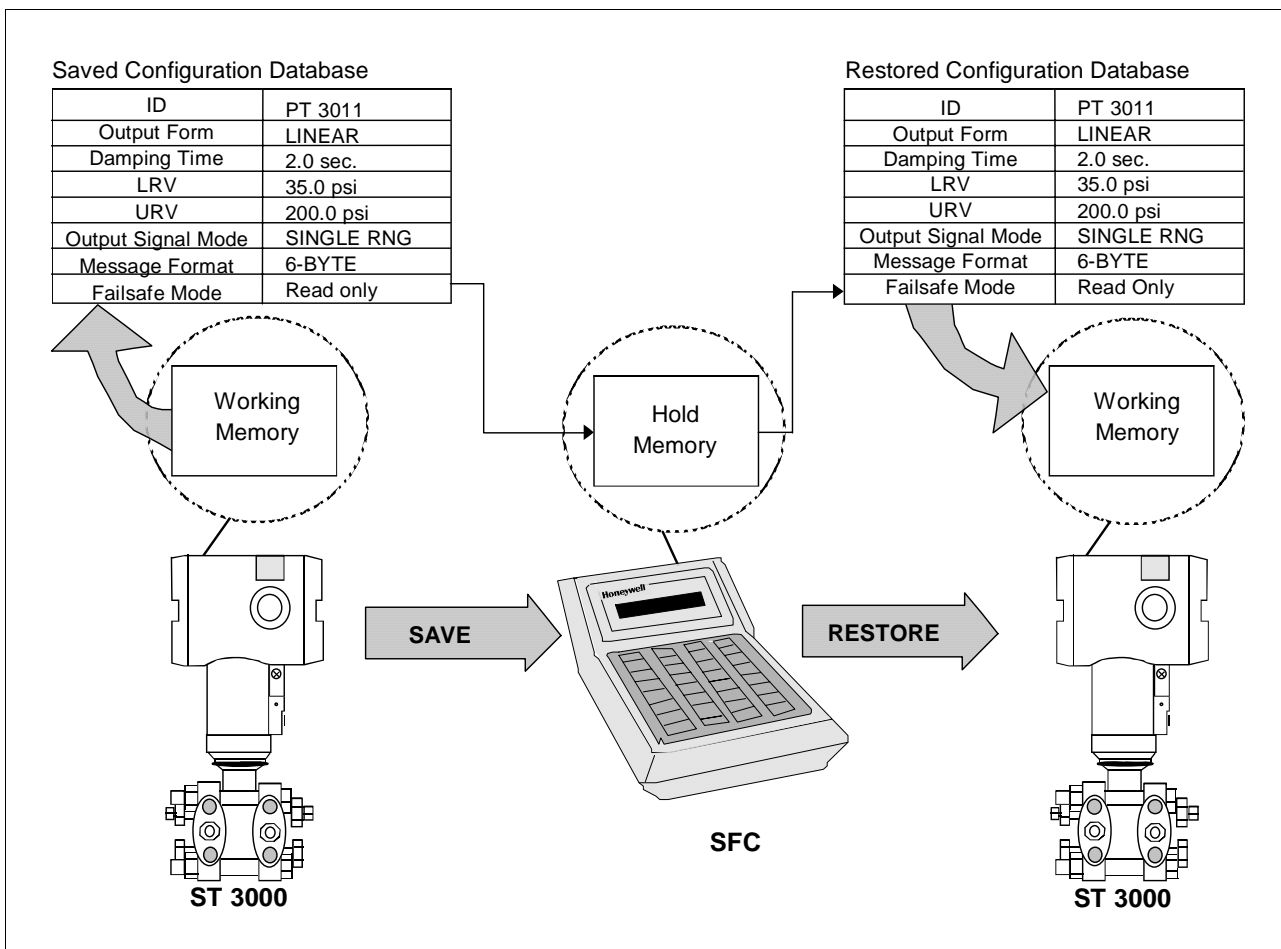 Saved Configuration Database
ID PT 3011
Output Form LINEAR
Damping Time 2.0 sec.
LRV 35.0 psi
URV 200.0 psi
Output Signal Mode SINGLE RNG
Message Format 6-BYTE
Failsafe Mode Read only
Restored Configuration Database
ID PT 3011
Output Form LINEAR
Damping Time 2.0 sec.
LRV 35.0 psi
URV 200.0 psi
Output Signal Mode SINGLE RNG
Message Format 6-BYTE
Failsafe Mode Read Only
Working
Memory
Hold
Memory
Working
Memory
Honeywell
SAVE
RESTORE
SFC
ST 3000
ST 3000